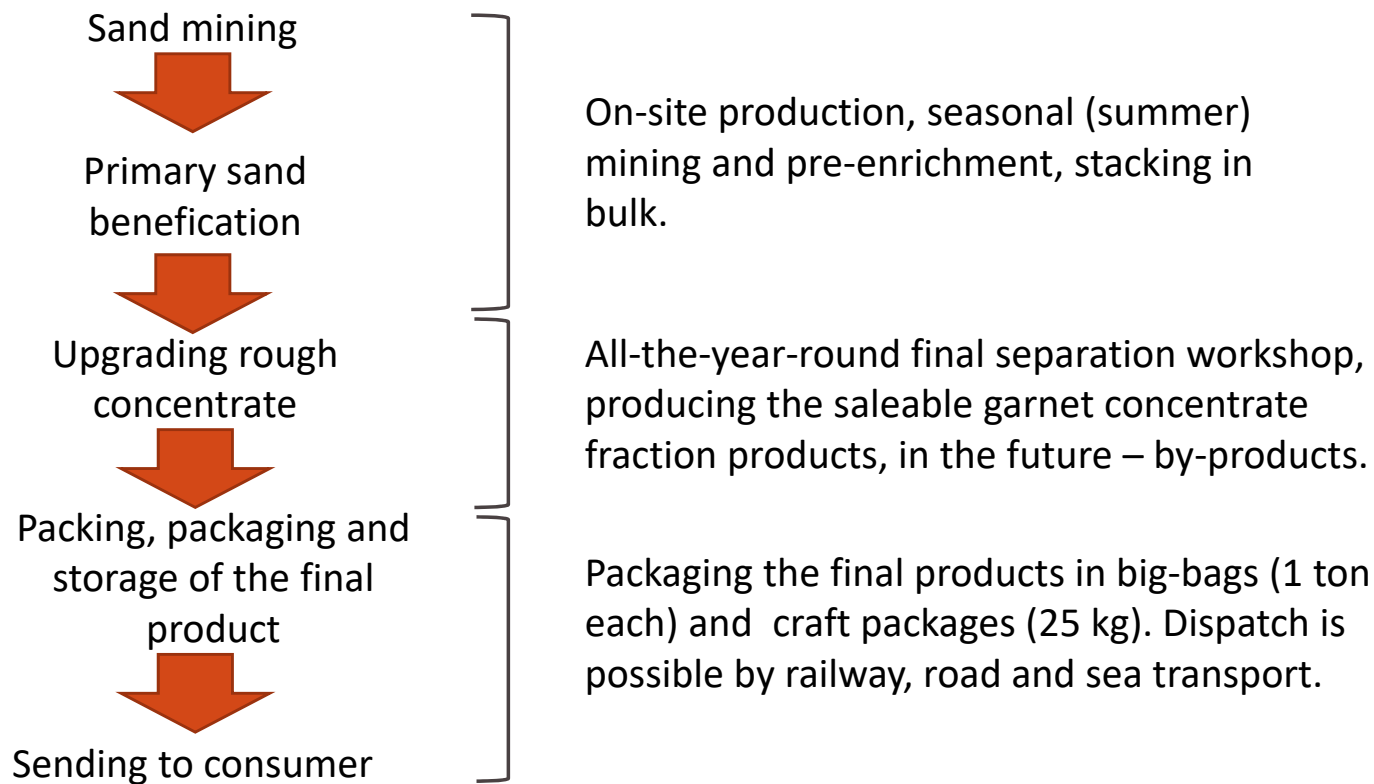 Sand mining
Primary sand
benefication
Upgrading rough
concentrate
Packing, packaging and
storage of the final
product
Sending to consumer
On-site production, seasonal (summer)
mining and pre-enrichment, stacking in
bulk.
All-the-year-round final separation workshop,
producing the saleable garnet concentrate
fraction products, in the future – by-products.
Packaging the final products in big-bags (1 ton
each) and  craft packages (25 kg). Dispatch is
possible by railway, road and sea transport.